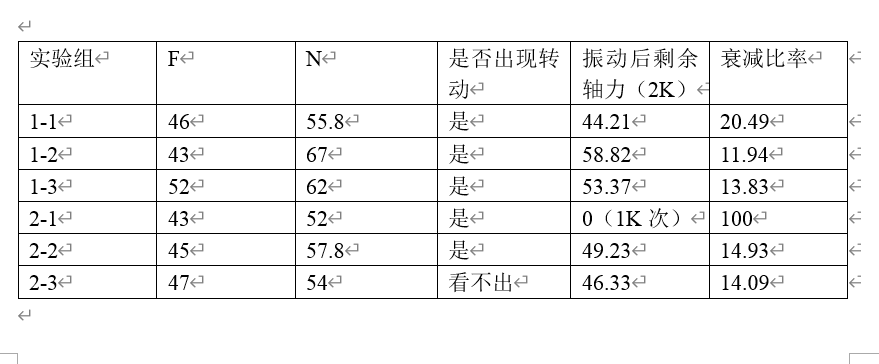 实验组 F N 是否出现转动 振动后剩余轴力（2K） 衰减比率
1-1 46 55.8 是 44.21 20.49
1-2 43 67 是 58.82 11.94
1-3 52 62 是 53.37 13.83
2-1 43 52 是 0（1K 次） 100
2-2 45 57.8 是 49.23 14.93
2-3 47 54 看不出 46.33 14.09